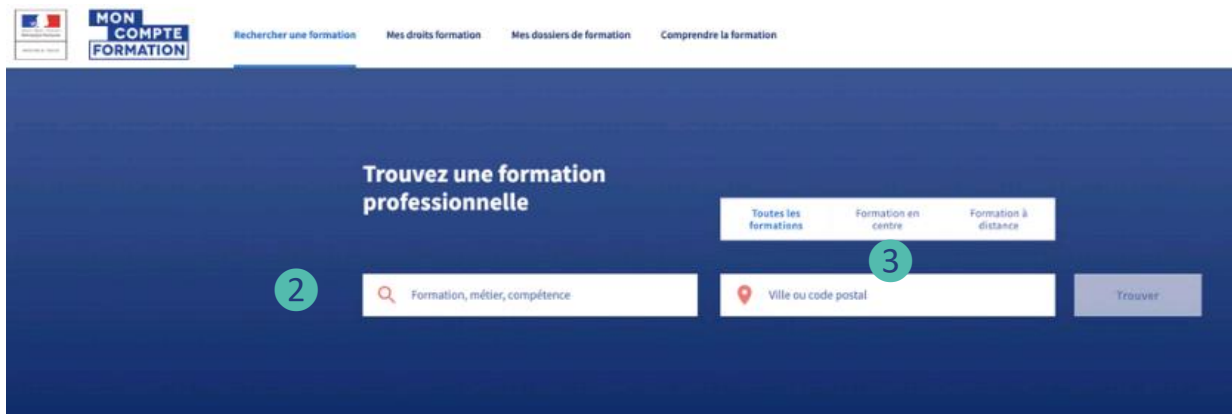 MON
COMPTE
FORMATION
Rechercher une formation
Mes droits formation
Mes dossiers de formation
Comprendre la formation
Trouvez une formation
professionnelle
Toutes les
formations
Formation en
centre
Formation à
distance
2
Formation, métier, compétence
3
Ville ou code postal
Trouver